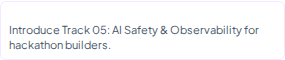 Introduce Track 05: AI Safety & Observability for
hackathon builders.